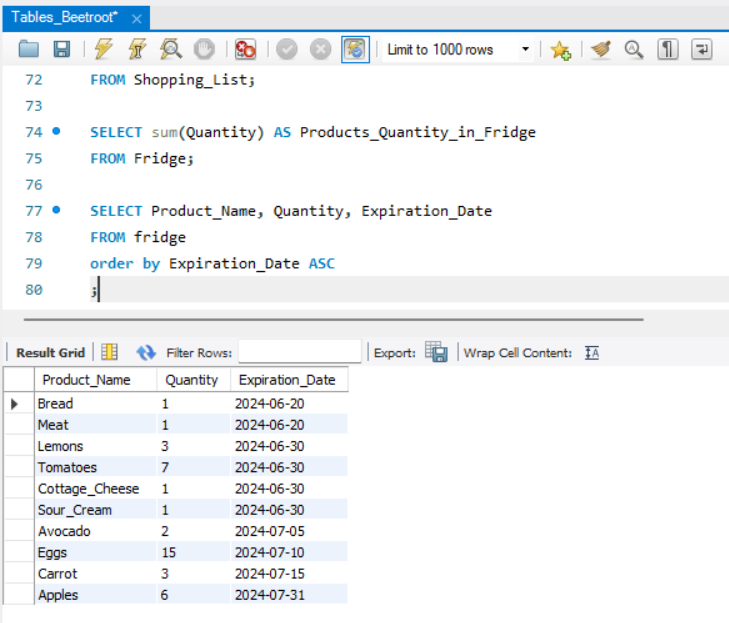 Tables_Beetroot*
Limit to 1000 rows
72 FROM Shopping_List;
73
74 SELECT sum(Quantity) AS Products_Quantity_in_Fridge
75 FROM Fridge;
76
77 SELECT Product_Name, Quantity, Expiration_Date
78 FROM fridge
79 order by Expiration_Date ASC
80 ;
Result Grid Filter Rows: Export: Wrap Cell Content: IA
Product_Name Quantity Expiration_Date
Bread 1 2024-06-20
Meat 1 2024-06-20
Lemons 3 2024-06-30
Tomatoes 7 2024-06-30
Cottage_Cheese 1 2024-06-30
Sour_Cream 1 2024-06-30
Avocado 2 2024-07-05
Eggs 15 2024-07-10
Carrot 3 2024-07-15
Apples 6 2024-07-31